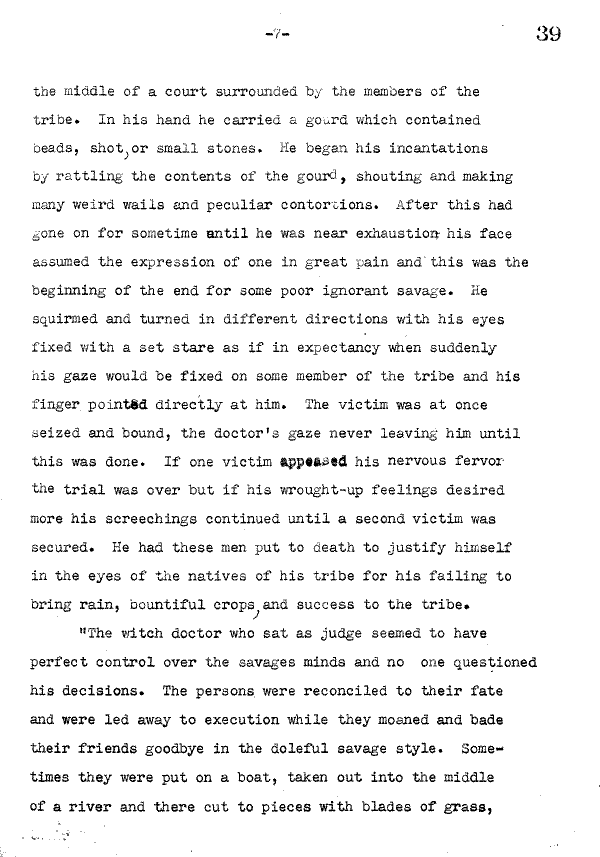 -7- 39
the middle of a court surrounded by the members of the
tribe. In his hand he carried a gourd which contained
beads, shot, or small stones. He began his incantations
by rattling the contents of the gourd, shouting and making
many weird wails and peculiar contortions. After this had
gone on for sometime until he was near exhaustion his face
assumed the expression of one in great pain and this was the
beginning of the end for some poor ignorant savage. He
squirmed and turned in different directions with his eyes
fixed with a set stare as if in expectancy when suddenly
his gaze would be fixed on some member of the tribe and his
finger pointed directly at him. The victim was at once
seized and bound, the doctor's gaze never leaving him until
this was done. If one victim appeased his nervous fervor
the trial was over but if his wrought-up feelings desired
more his screechings continued until a second victim was
secured. He had these men put to death to justify himself
in the eyes of the natives of his tribe for his failing to
bring rain, bountiful crops, and success to the tribe.
"The witch doctor who sat as judge seemed to have
perfect control over the savages minds and no one questioned
his decisions. The persons were reconciled to their fate
and were led away to execution while they moaned and bade
their friends goodbye in the doleful savage style. Some-
times they were put on a boat, taken out into the middle
of a river and there cut to pieces with blades of grass,